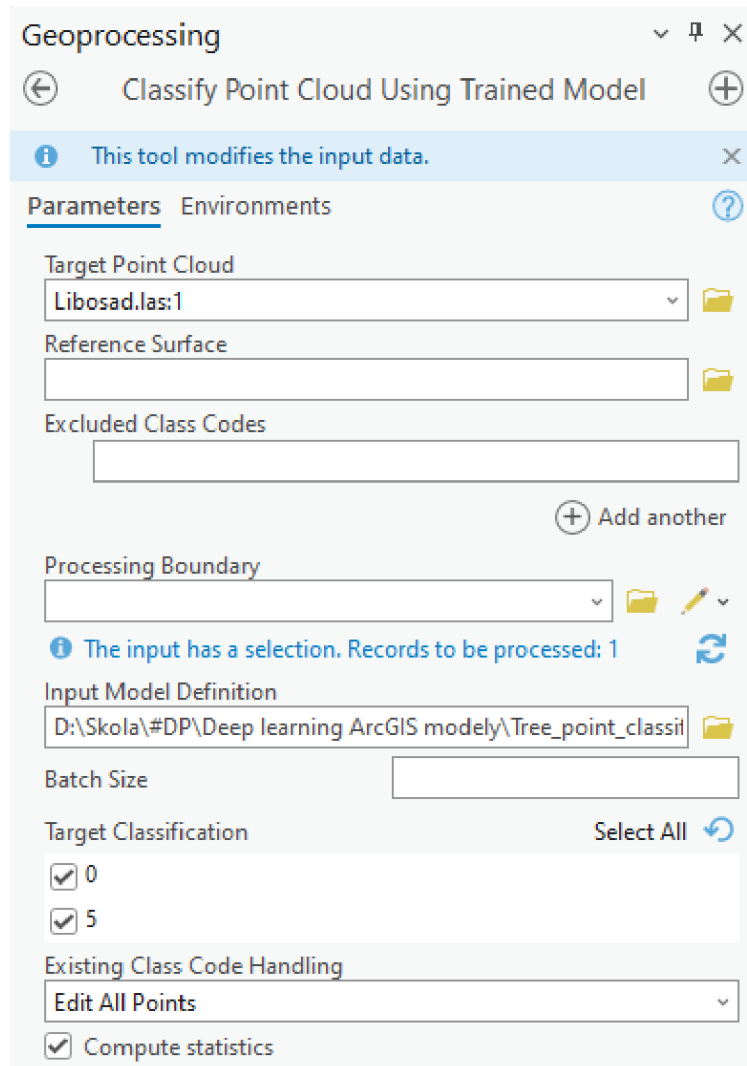 Geoprocessing
Classify Point Cloud Using Trained Model
This tool modifies the input data.
Parameters Environments
Target Point Cloud
Libosad.las:1
Reference Surface
Excluded Class Codes
Add another
Processing Boundary
The input has a selection. Records to be processed: 1
Input Model Definition
D:\Skola\#DP\Deep learning ArcGIS modely\Tree_point_classif
Batch Size
Target Classification Select All
0
5
Existing Class Code Handling
Edit All Points
Compute statistics